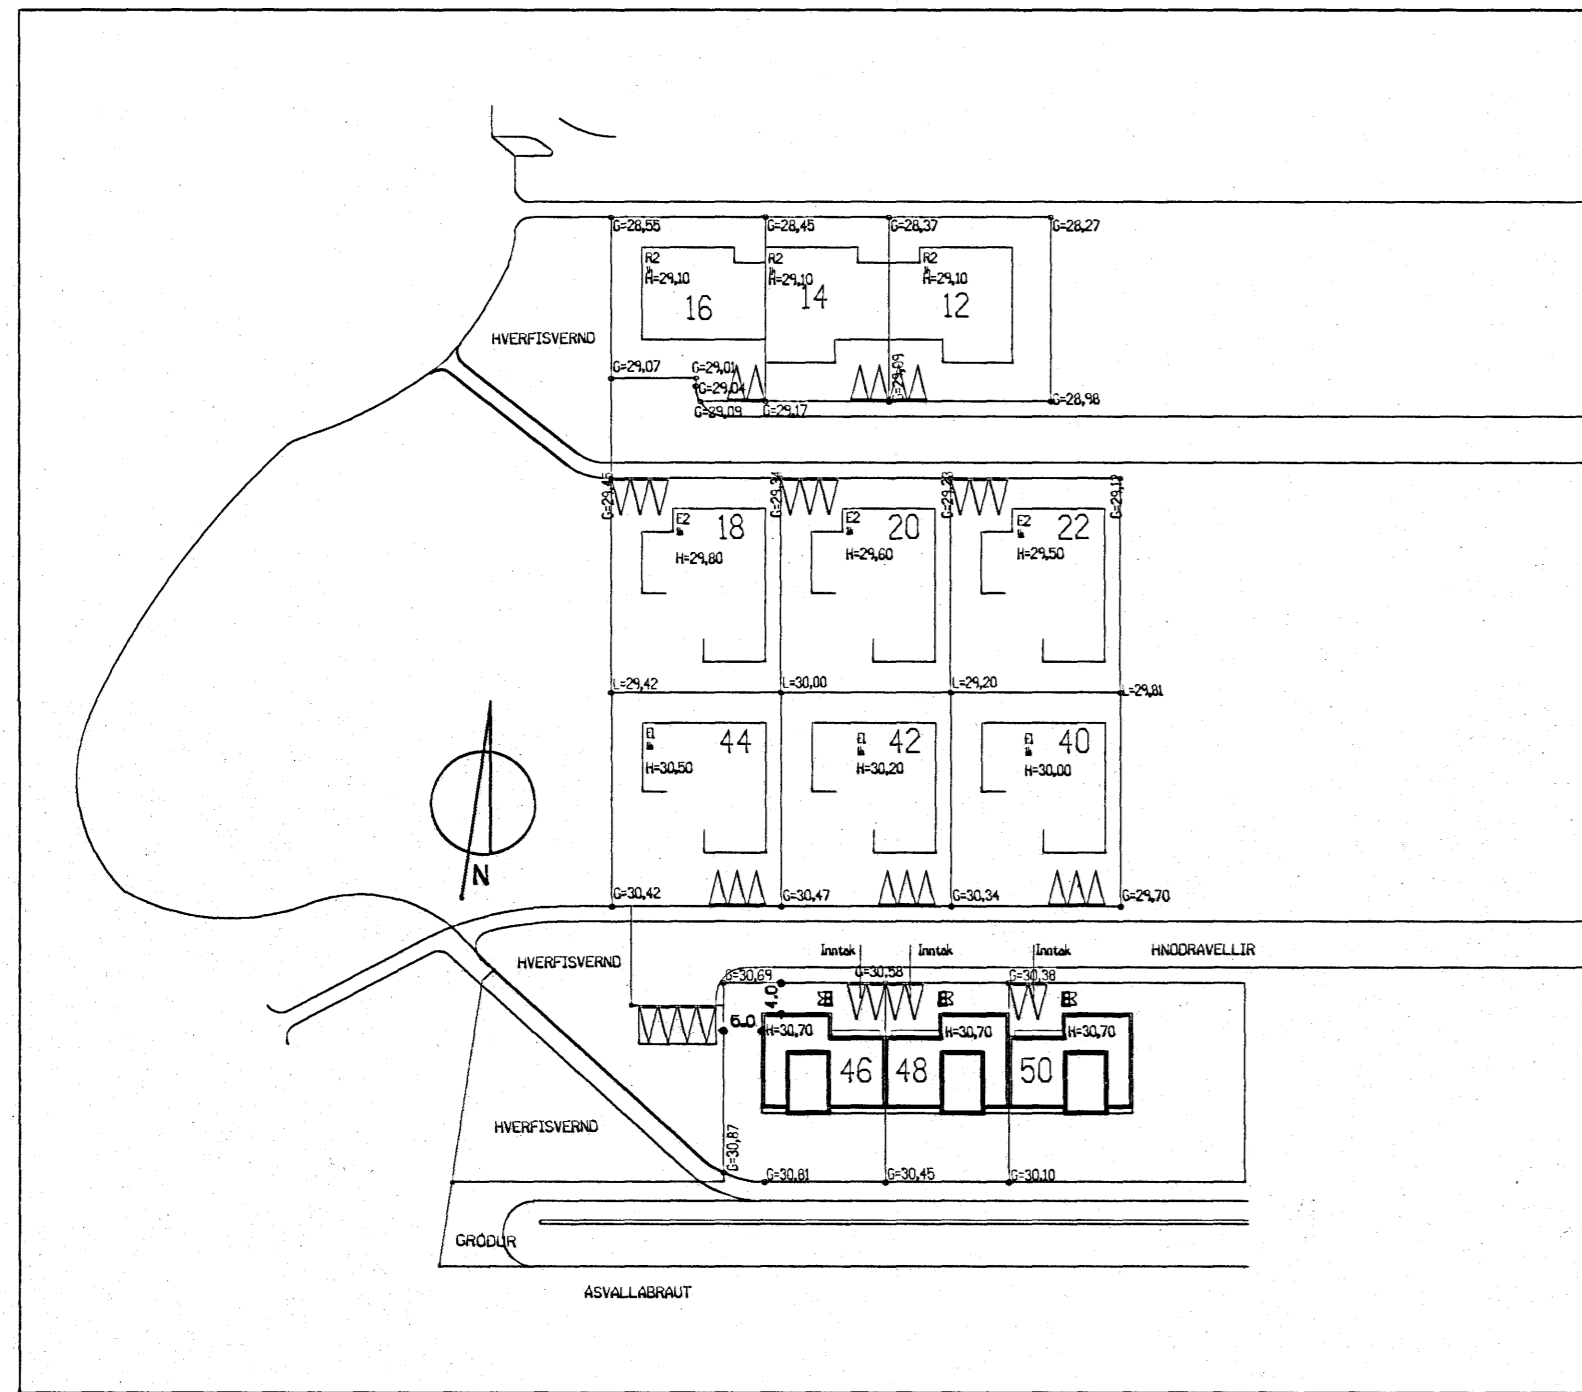 G=28,55 G=28,45 G=28,37 G=28,27
R2 R2 R2
H=29,10 H=29,10 H=29,10
16 14 12
HVERFISVERND
G=29,07 G=29,01 G=29,09
G=29,04
G=29,09 G=29,17 G=28,98
G=29,45 G=29,34 G=29,23 G=29,12
E2 18 E2 20 E2 22
H=29,80 H=29,60 H=29,50
L=29,42 L=30,00 L=29,20 L=29,81
E1 44 E1 42 E1 40
H=30,50 H=30,20 H=30,00
N
G=30,42 G=30,47 G=30,34 G=29,70
Inntak Inntak Inntak HNODRAVELLIR
HVERFISVERND
G=30,69 G=30,58 G=30,38
4.0
5.0 H=30,70 H=30,70 H=30,70
46 48 50
HVERFISVERND
G=30,87
G=30,81 G=30,45 G=30,10
GRÓDUR
ASVALLABRAUT